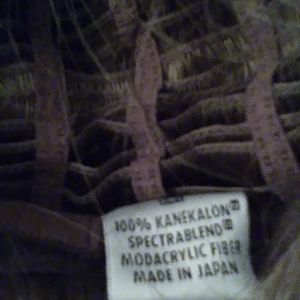 100% KANEKALON®
SPECTRABLEND®
MODACRYLIC FIBER
MADE IN JAPAN